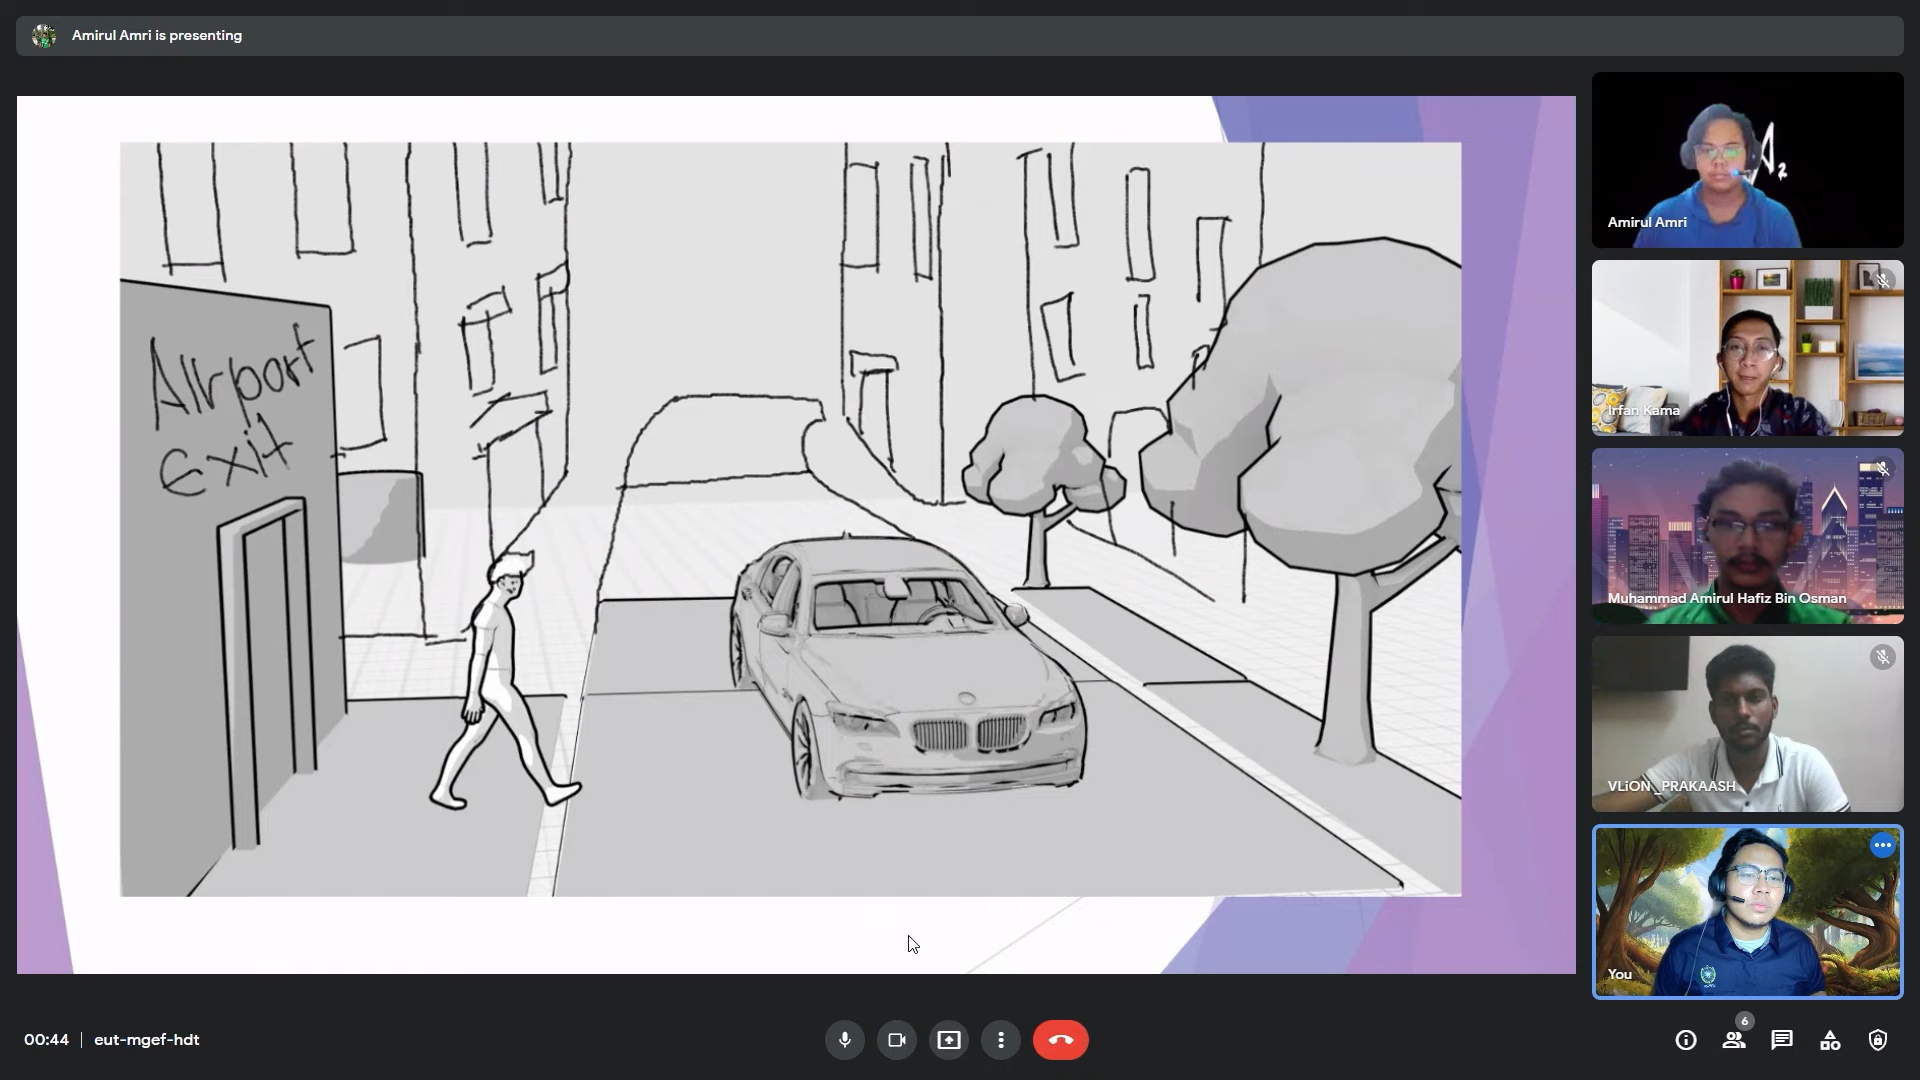 Amirul Amri is presenting
Airport
Exit
A₂
Amirul Amri
Irfan Kama
Muhammad Amirul Hafiz Bin Osman
VLiON_PRAKAASH
You
00:44 | eut-mgef-hdt
6